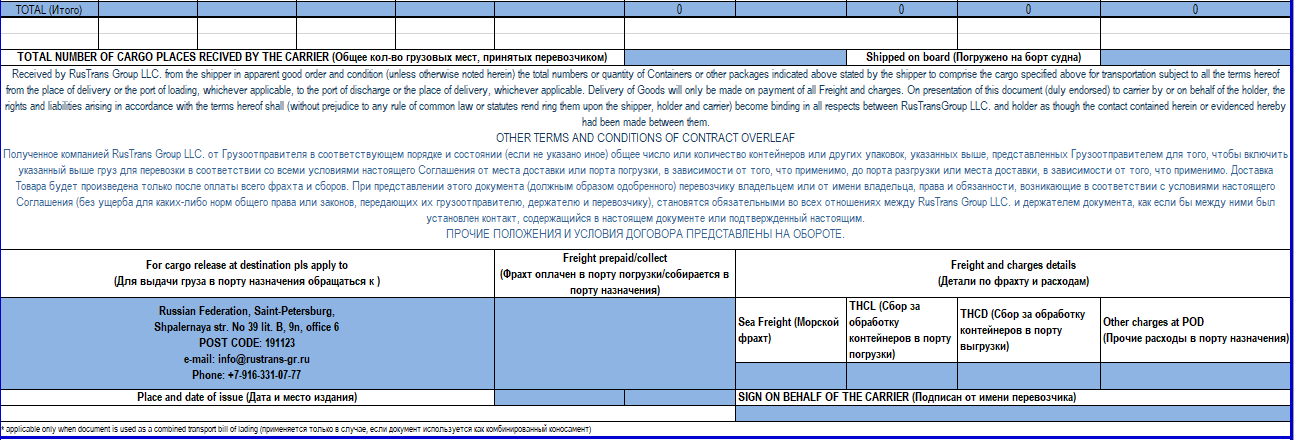 TOTAL (Итого) 0 0 0 0
TOTAL NUMBER OF CARGO PLACES RECIVED BY THE CARRIER (Общее кол-во грузовых мест, принятых перевозчиком) Shipped on board (Погружено на борт судна)
Received by RusTrans Group LLC. from the shipper in apparent good order and condition (unless otherwise noted herein) the total numbers or quantity of Containers or other packages indicated above stated by the shipper to comprise the cargo specified above for transportation subject to all the terms hereof
from the place of delivery or the port of loading, whichever applicable, to the port of discharge or the place of delivery, whichever applicable. Delivery of Goods will only be made on payment of all Freight and charges. On presentation of this document (duly endorsed) to carrier by or on behalf of the holder, the
rights and liabilities arising in accordance with the terms hereof shall (without prejudice to any rule of common law or statutes rend ring them upon the shipper, holder and carrier) become binding in all respects between RusTransGroup LLC. and holder as though the contact contained herein or evidenced hereby
had been made between them.
OTHER TERMS AND CONDITIONS OF CONTRACT OVERLEAF
Полученное компанией RusTrans Group LLC. от Грузоотправителя в соответствующем порядке и состоянии (если не указано иное) общее число или количество контейнеров или других упаковок, указанных выше, представленных Грузоотправителем для того, чтобы включить
указанный выше груз для перевозки в соответствии со всеми условиями настоящего Соглашения от места доставки или порта погрузки, в зависимости от того, что применимо, до порта разгрузки или места доставки, в зависимости от того, что применимо. Доставка
Товара будет произведена только после оплаты всего фрахта и сборов. При представлении этого документа (должным образом одобренного) перевозчику владельцем или от имени владельца, права и обязанности, возникающие в соответствии с условиями настоящего
Соглашения (без ущерба для каких-либо норм общего права или законов, передающих их грузоотправителю, держателю и перевозчику), становятся обязательными во всех отношениях между RusTrans Group LLC. и держателем документа, как если бы между ними был
установлен контакт, содержащийся в настоящем документе или подтвержденный настоящим.
ПРОЧИЕ ПОЛОЖЕНИЯ И УСЛОВИЯ ДОГОВОРА ПРЕДСТАВЛЕНЫ НА ОБОРОТЕ.
For cargo release at destination pls apply to
(Для выдачи груза в порту назначения обращаться к )
Freight prepaid/collect
(Фрахт оплачен в порту погрузки/собирается в
порту назначения)
Freight and charges details
(Детали по фрахту и расходам)
Russian Federation, Saint-Petersburg,
Shpalernaya str. No 39 lit. B, 9n, office 6
POST CODE: 191123
e-mail: info@rustrans-gr.ru
Phone: +7-916-331-07-77
Sea Freight (Морской
фрахт)
THCL (Сбор за
обработку
контейнеров в порту
погрузки)
THCD (Сбор за обработку
контейнеров в порту
выгрузки)
Other charges at POD
(Прочие расходы в порту назначения)
Place and date of issue (Дата и место издания) SIGN ON BEHALF OF THE CARRIER (Подписан от имени перевозчика)
* applicable only when document is used as a combined transport bill of lading (применяется только в случае, если документ используется как комбинированный коносамент)